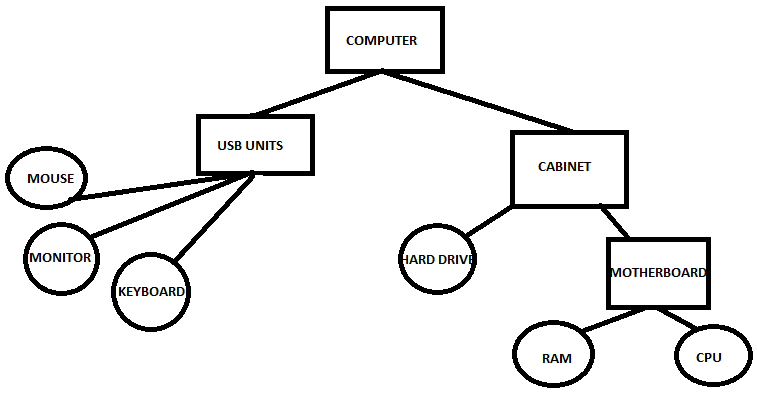 COMPUTER
USB UNITS
CABINET
MOUSE
MONITOR
KEYBOARD
HARD DRIVE
MOTHERBOARD
RAM
CPU